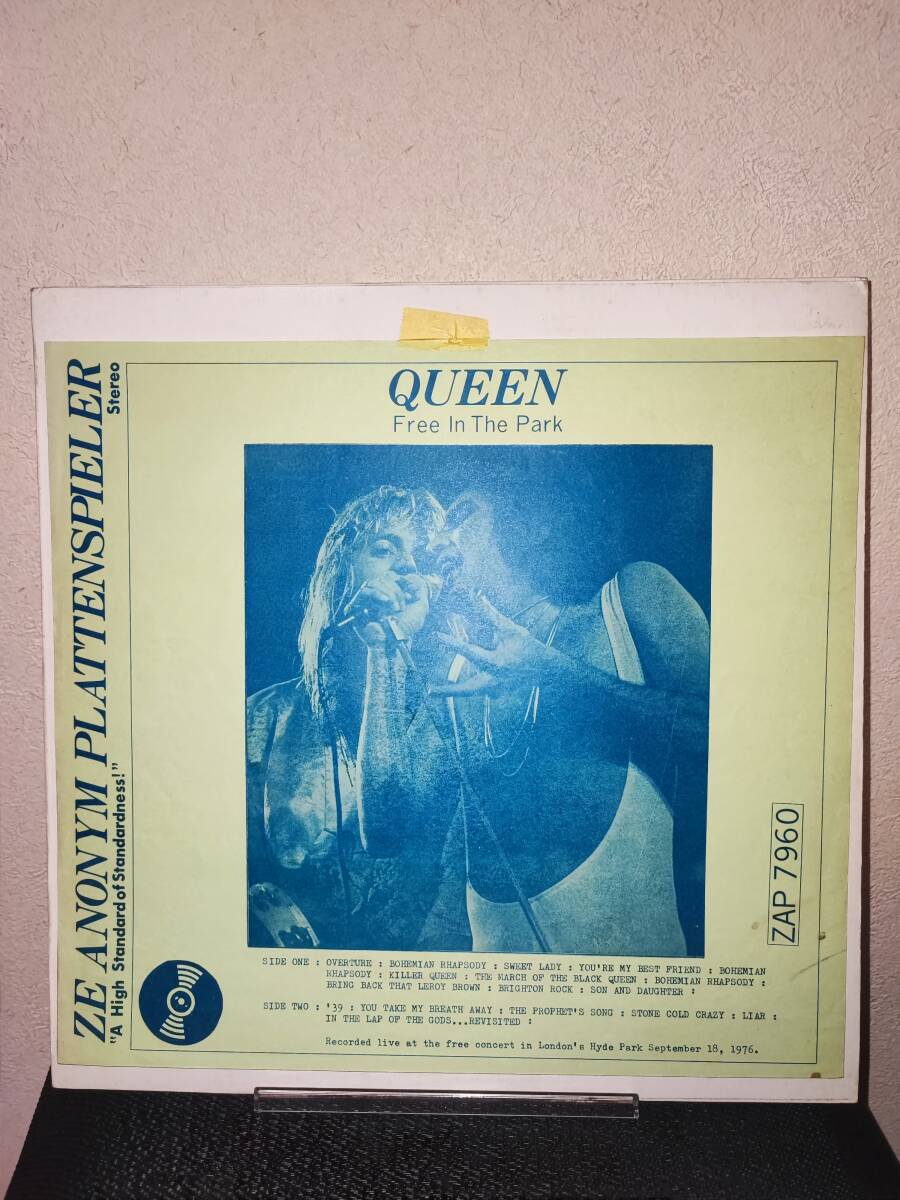 ZE ANONYM PLATTENSPIELER
Stereo
"A High Standard of Standardness!"
QUEEN
Free In The Park
ZAP 7960
SIDE ONE : OVERTURE : BOHEMIAN RHAPSODY : SWEET LADY : YOU'RE MY BEST FRIEND : BOHEMIAN
RHAPSODY : KILLER QUEEN : THE MARCH OF THE BLACK QUEEN : BOHEMIAN RHAPSODY :
BRING BACK THAT LEROY BROWN : BRIGHTON ROCK : SON AND DAUGHTER :
SIDE TWO : '39 : YOU TAKE MY BREATH AWAY : THE PROPHET'S SONG : STONE COLD CRAZY : LIAR :
IN THE LAP OF THE GODS...REVISITED :
Recorded live at the free concert in London's Hyde Park September 18, 1976.